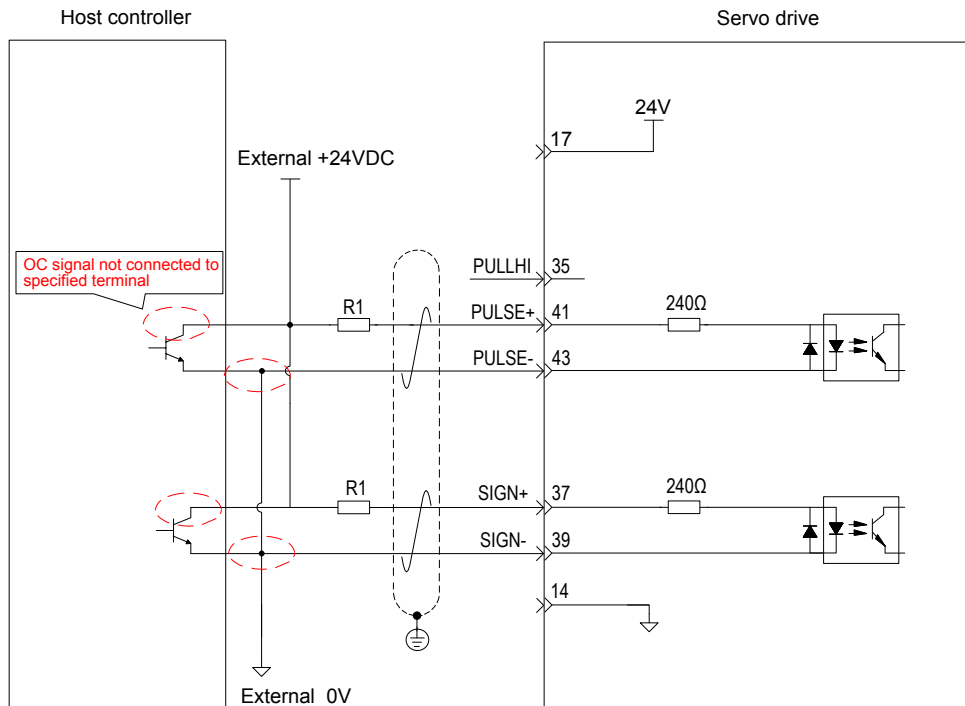 Host controller
Servo drive
24V
17
External +24VDC
OC signal not connected to
specified terminal
PULLHI
35
R1
PULSE+
41
240Ω
PULSE-
43
R1
SIGN+
37
240Ω
SIGN-
39
14
External 0V